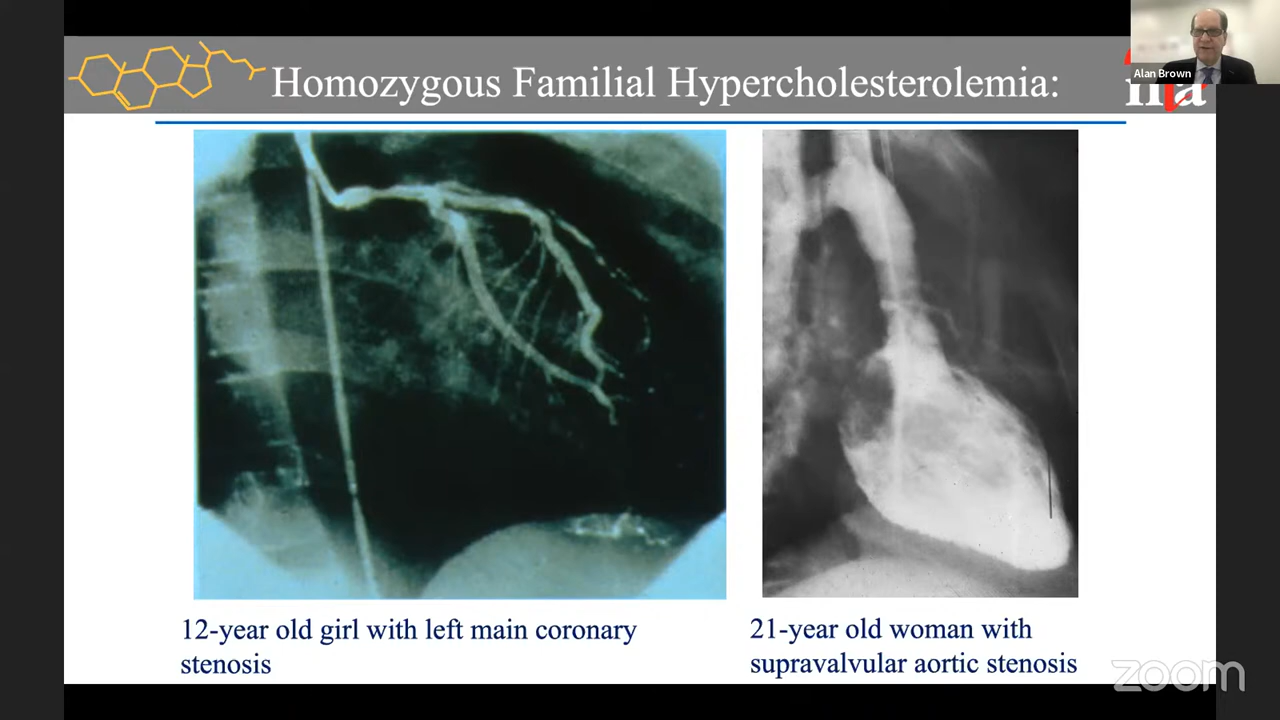 Alan Brown
Homozygous Familial Hypercholesterolemia:
12-year old girl with left main coronary
stenosis
21-year old woman with
supravalvular aortic stenosis
zoom